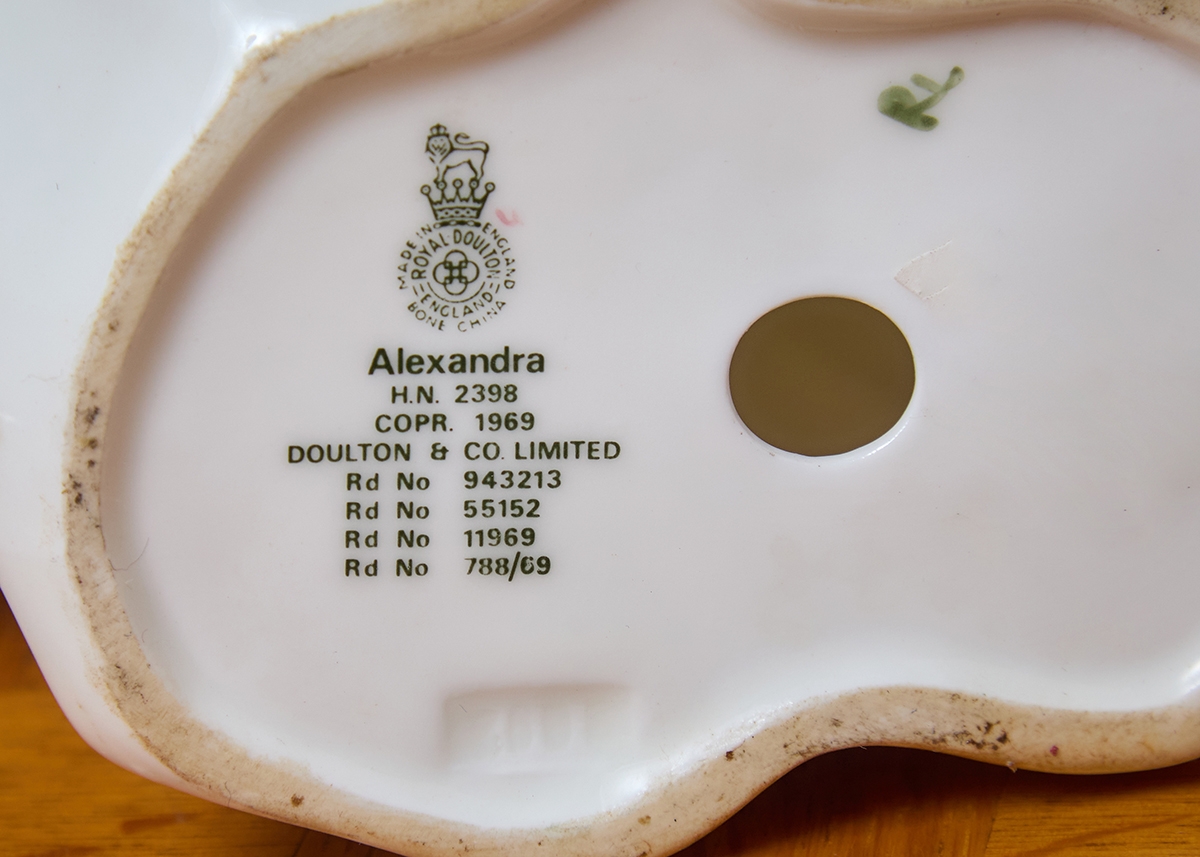 MADE IN ENGLAND
ROYAL DOULTON
ENGLAND
BONE CHINA
Alexandra
H.N. 2398
COPR. 1969
DOULTON & CO. LIMITED
Rd No 943213
Rd No 55152
Rd No 11969
Rd No 788/69